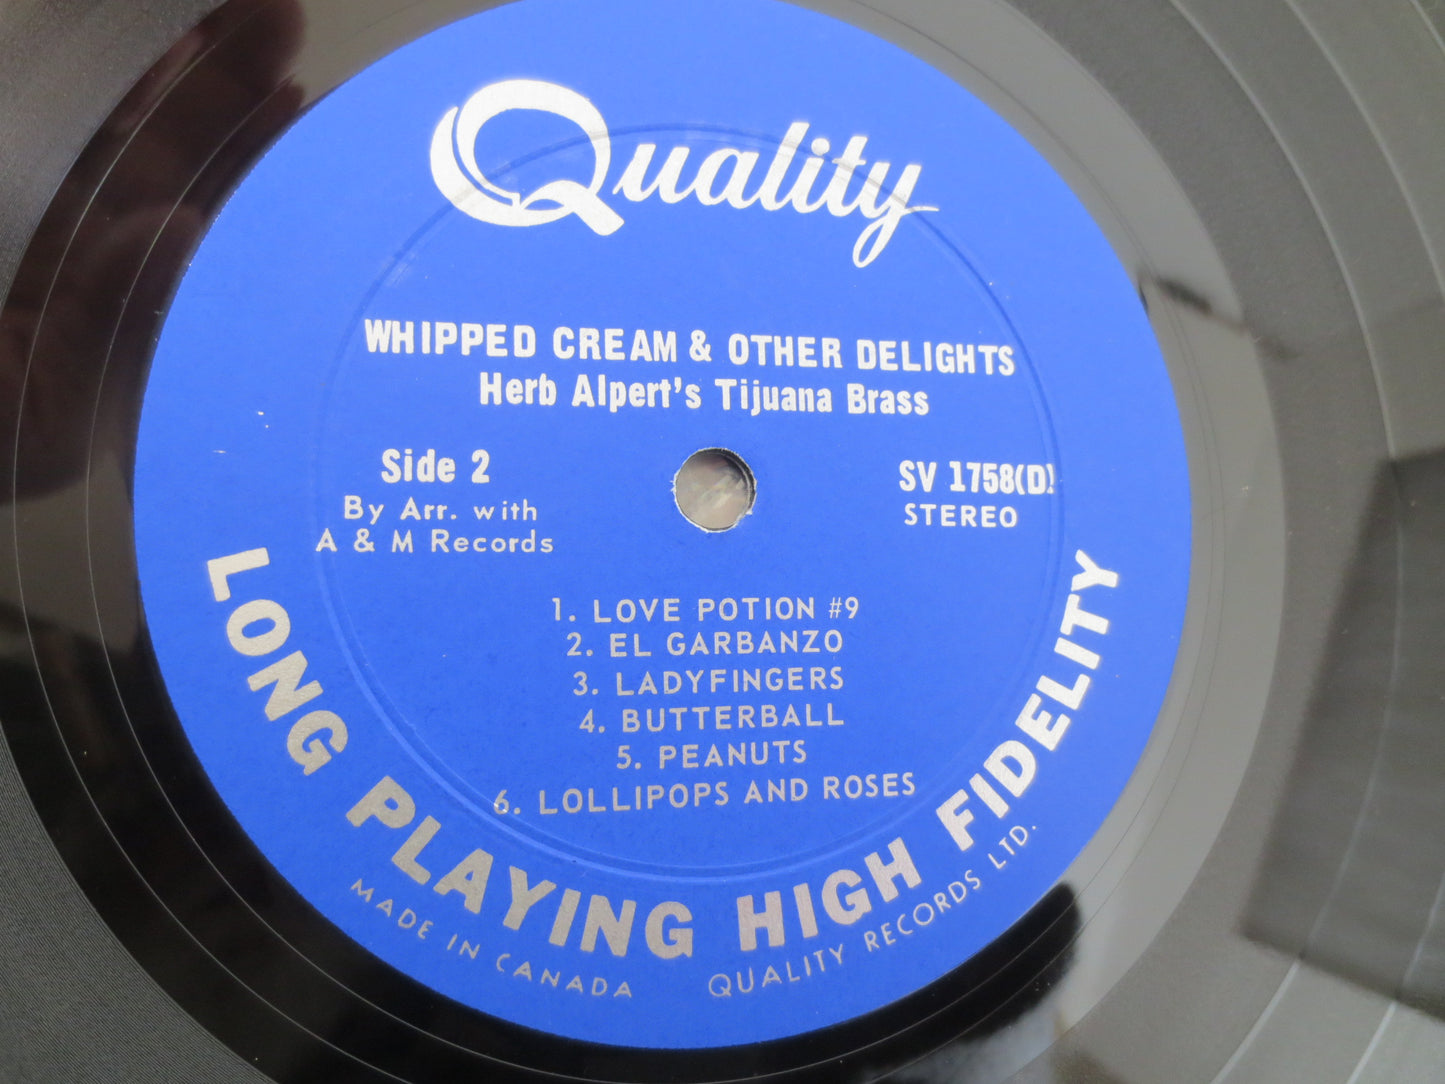 Quality
WHIPPED CREAM & OTHER DELIGHTS
Herb Alpert's Tijuana Brass
Side 2
By Arr. with
A & M Records
SV 1758(D)
STEREO
1. LOVE POTION #9
2. EL GARBANZO
3. LADYFINGERS
4. BUTTERBALL
5. PEANUTS
6. LOLLIPOPS AND ROSES
LONG PLAYING HIGH FIDELITY
MADE IN CANADA
QUALITY RECORDS LTD.